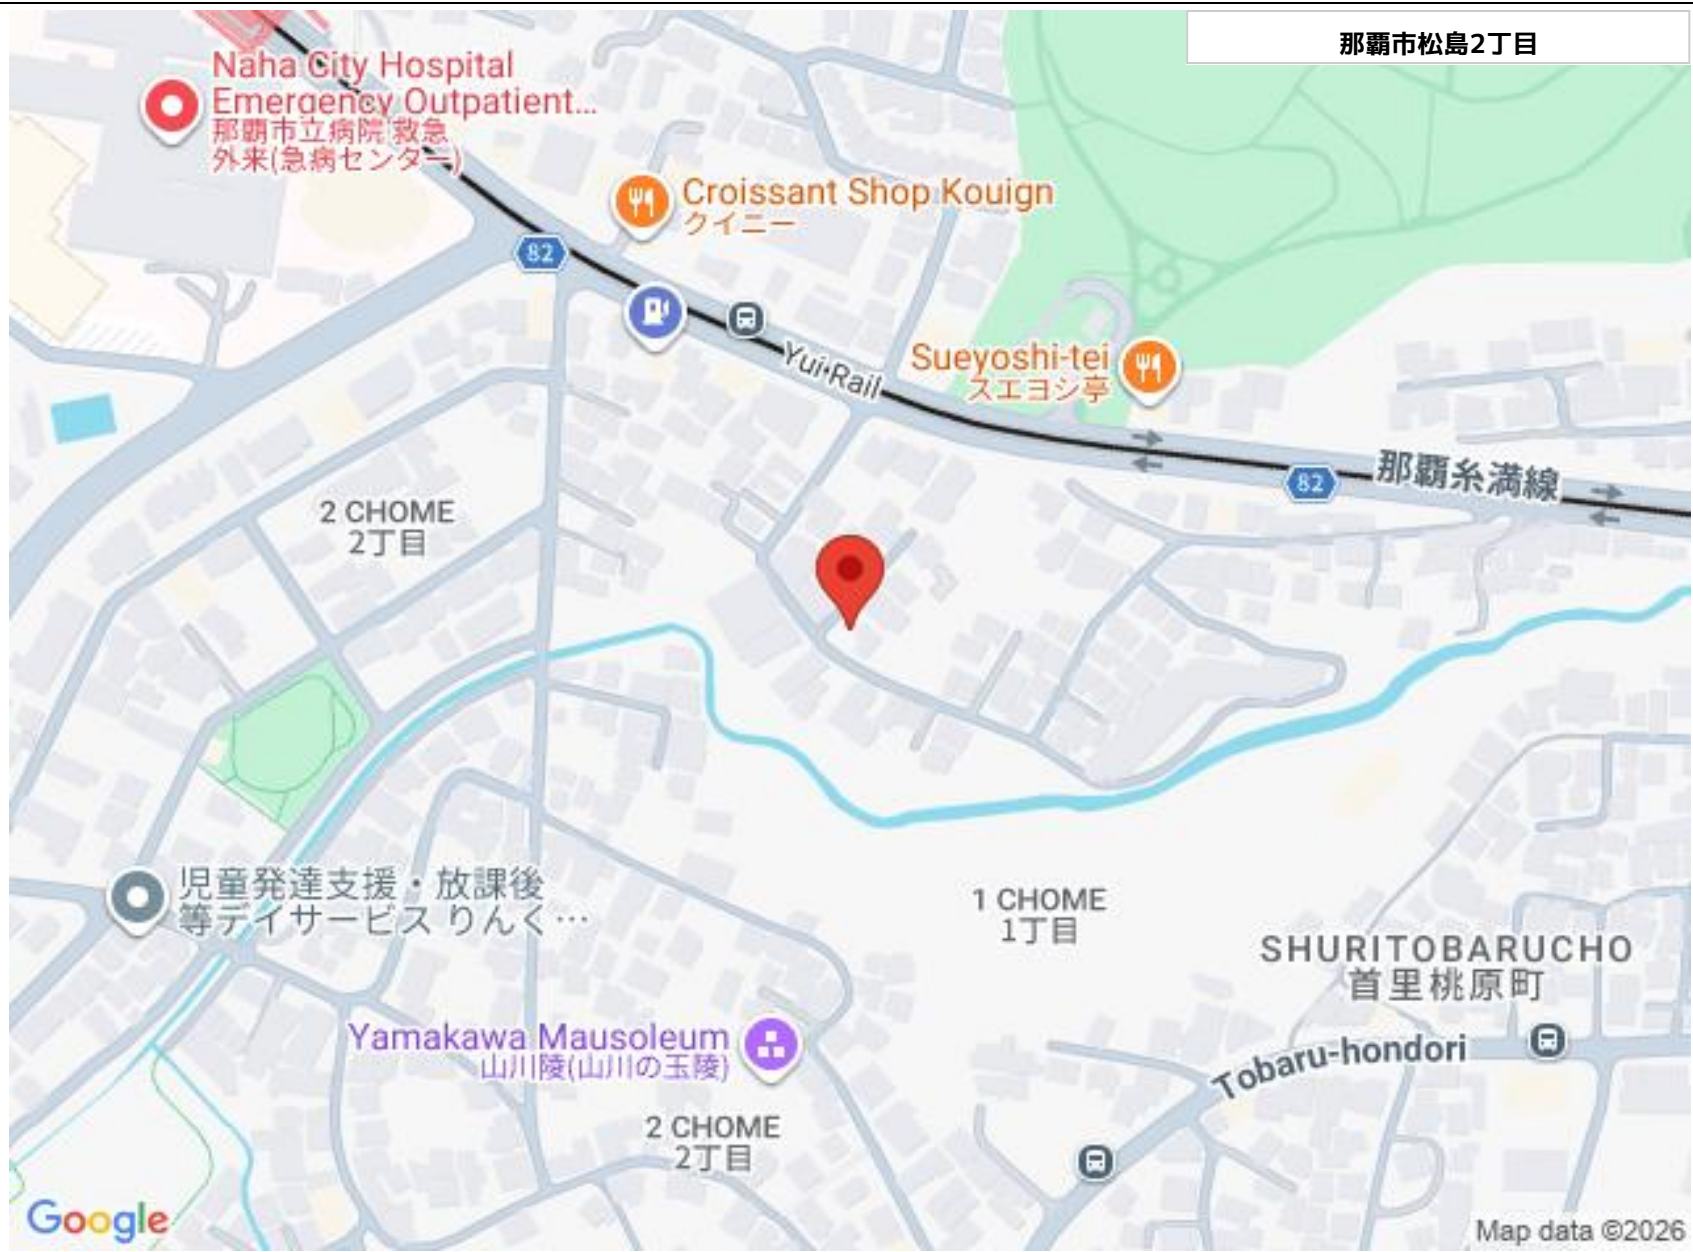 那覇市松島2丁目
Naha City Hospital
Emergency Outpatient...
那覇市立病院 救急
外来(急病センター)
Croissant Shop Kouign
クイニー
82
Yui-Rail
Sueyoshi-tei
スエヨシ亭
那覇糸満線
82
2 CHOME
2丁目
児童発達支援・放課後
等デイサービス りんく…
1 CHOME
1丁目
SHURITOBARUCHO
首里桃原町
Yamakawa Mausoleum
山川陵(山川の玉陵)
Tobaru-hondori
2 CHOME
2丁目
Google
Map data ©2026